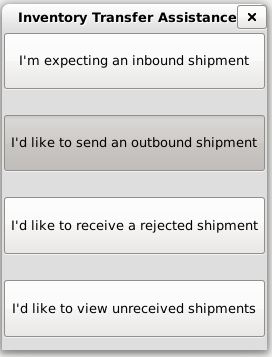 Inventory Transfer Assistance
I'm expecting an inbound shipment
I'd like to send an outbound shipment
I'd like to receive a rejected shipment
I'd like to view unreceived shipments